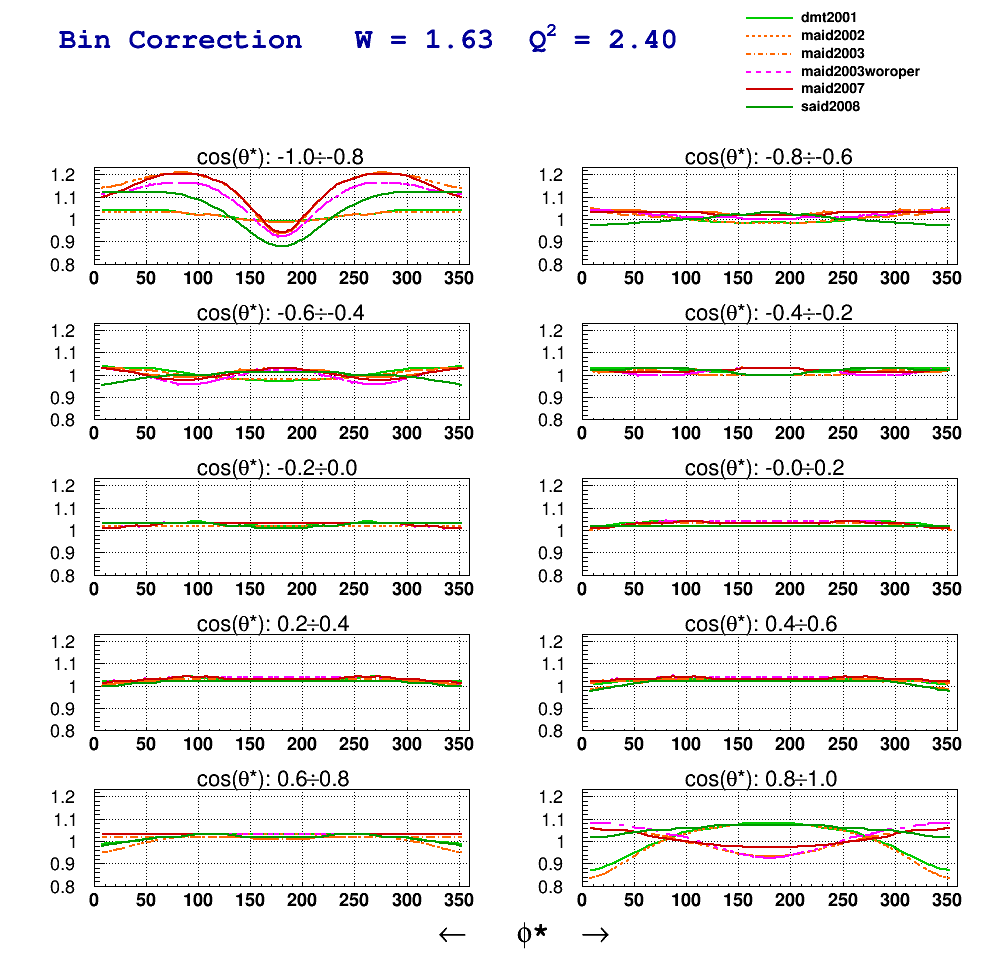 Bin Correction W = 1.63 Q² = 2.40
dmt2001
maid2002
maid2003
maid2003woroper
maid2007
said2008
cos(θ*): -1.0÷-0.8
1.2
1.1
1
0.9
0.8
0 50 100 150 200 250 300 350
cos(θ*): -0.8÷-0.6
1.2
1.1
1
0.9
0.8
0 50 100 150 200 250 300 350
cos(θ*): -0.6÷-0.4
1.2
1.1
1
0.9
0.8
0 50 100 150 200 250 300 350
cos(θ*): -0.4÷-0.2
1.2
1.1
1
0.9
0.8
0 50 100 150 200 250 300 350
cos(θ*): -0.2÷0.0
1.2
1.1
1
0.9
0.8
0 50 100 150 200 250 300 350
cos(θ*): -0.0÷0.2
1.2
1.1
1
0.9
0.8
0 50 100 150 200 250 300 350
cos(θ*): 0.2÷0.4
1.2
1.1
1
0.9
0.8
0 50 100 150 200 250 300 350
cos(θ*): 0.4÷0.6
1.2
1.1
1
0.9
0.8
0 50 100 150 200 250 300 350
cos(θ*): 0.6÷0.8
1.2
1.1
1
0.9
0.8
0 50 100 150 200 250 300 350
cos(θ*): 0.8÷1.0
1.2
1.1
1
0.9
0.8
0 50 100 150 200 250 300 350
← ϕ* →